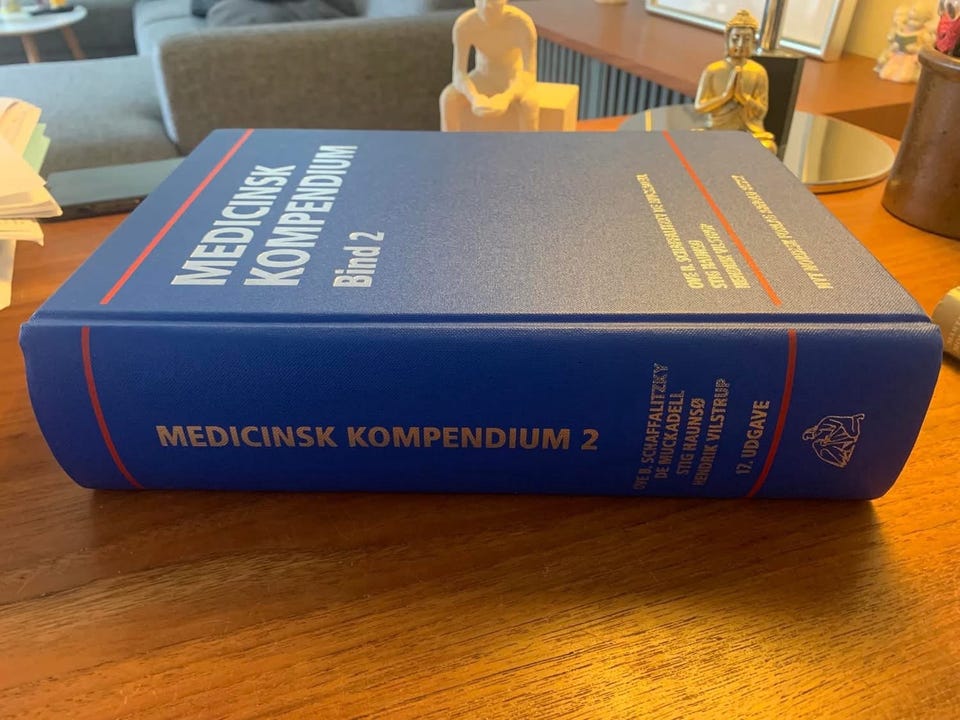 MEDICINSK
KOMPENDIUM
Bind 2
OVE B. SCHAFFALITZKY DE MUCKADELL
STIG HAUNSØ
HENDRIK VILSTRUP
NYT NORDISK FORLAG ARNOLD BUSCK
MEDICINSK KOMPENDIUM 2
OVE B. SCHAFFALITZKY
DE MUCKADELL
STIG HAUNSØ
HENDRIK VILSTRUP
17. UDGAVE